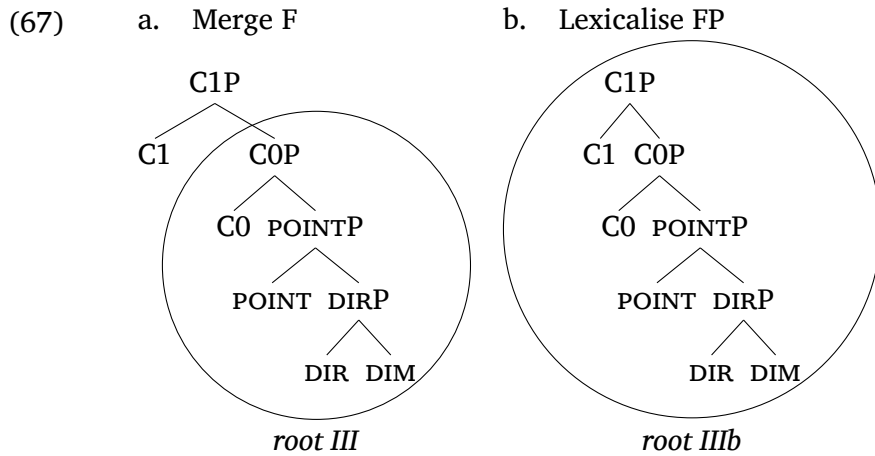 (67) a. Merge F b. Lexicalise FP
C1P C1P
C1 C0P C1 C0P
C0 POINTP C0 POINTP
POINT DIRP POINT DIRP
DIR DIM DIR DIM
root III root IIIb